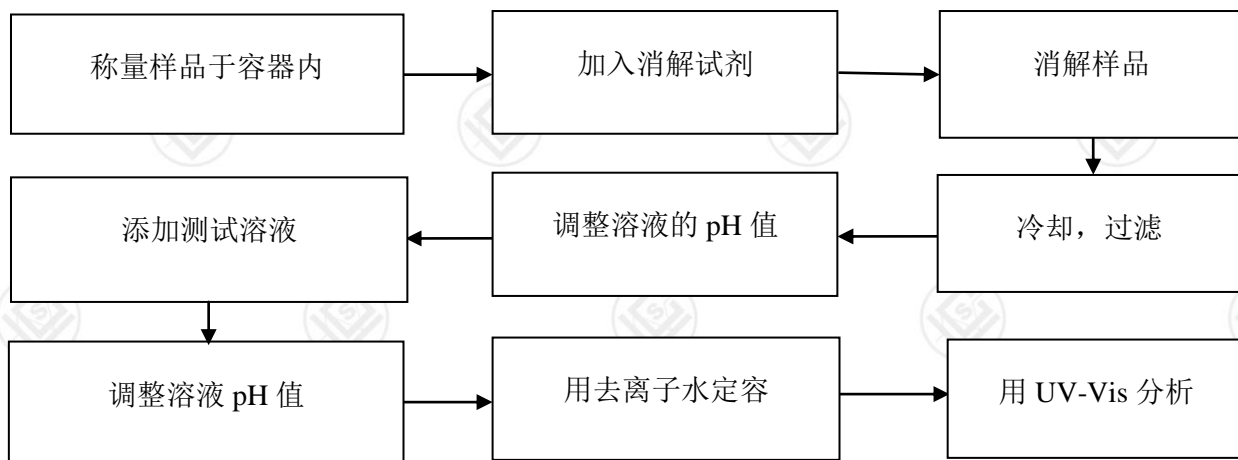 称量样品于容器内
加入消解试剂
消解样品
冷却，过滤
调整溶液的 pH 值
添加测试溶液
调整溶液 pH 值
用去离子水定容
用 UV-Vis 分析